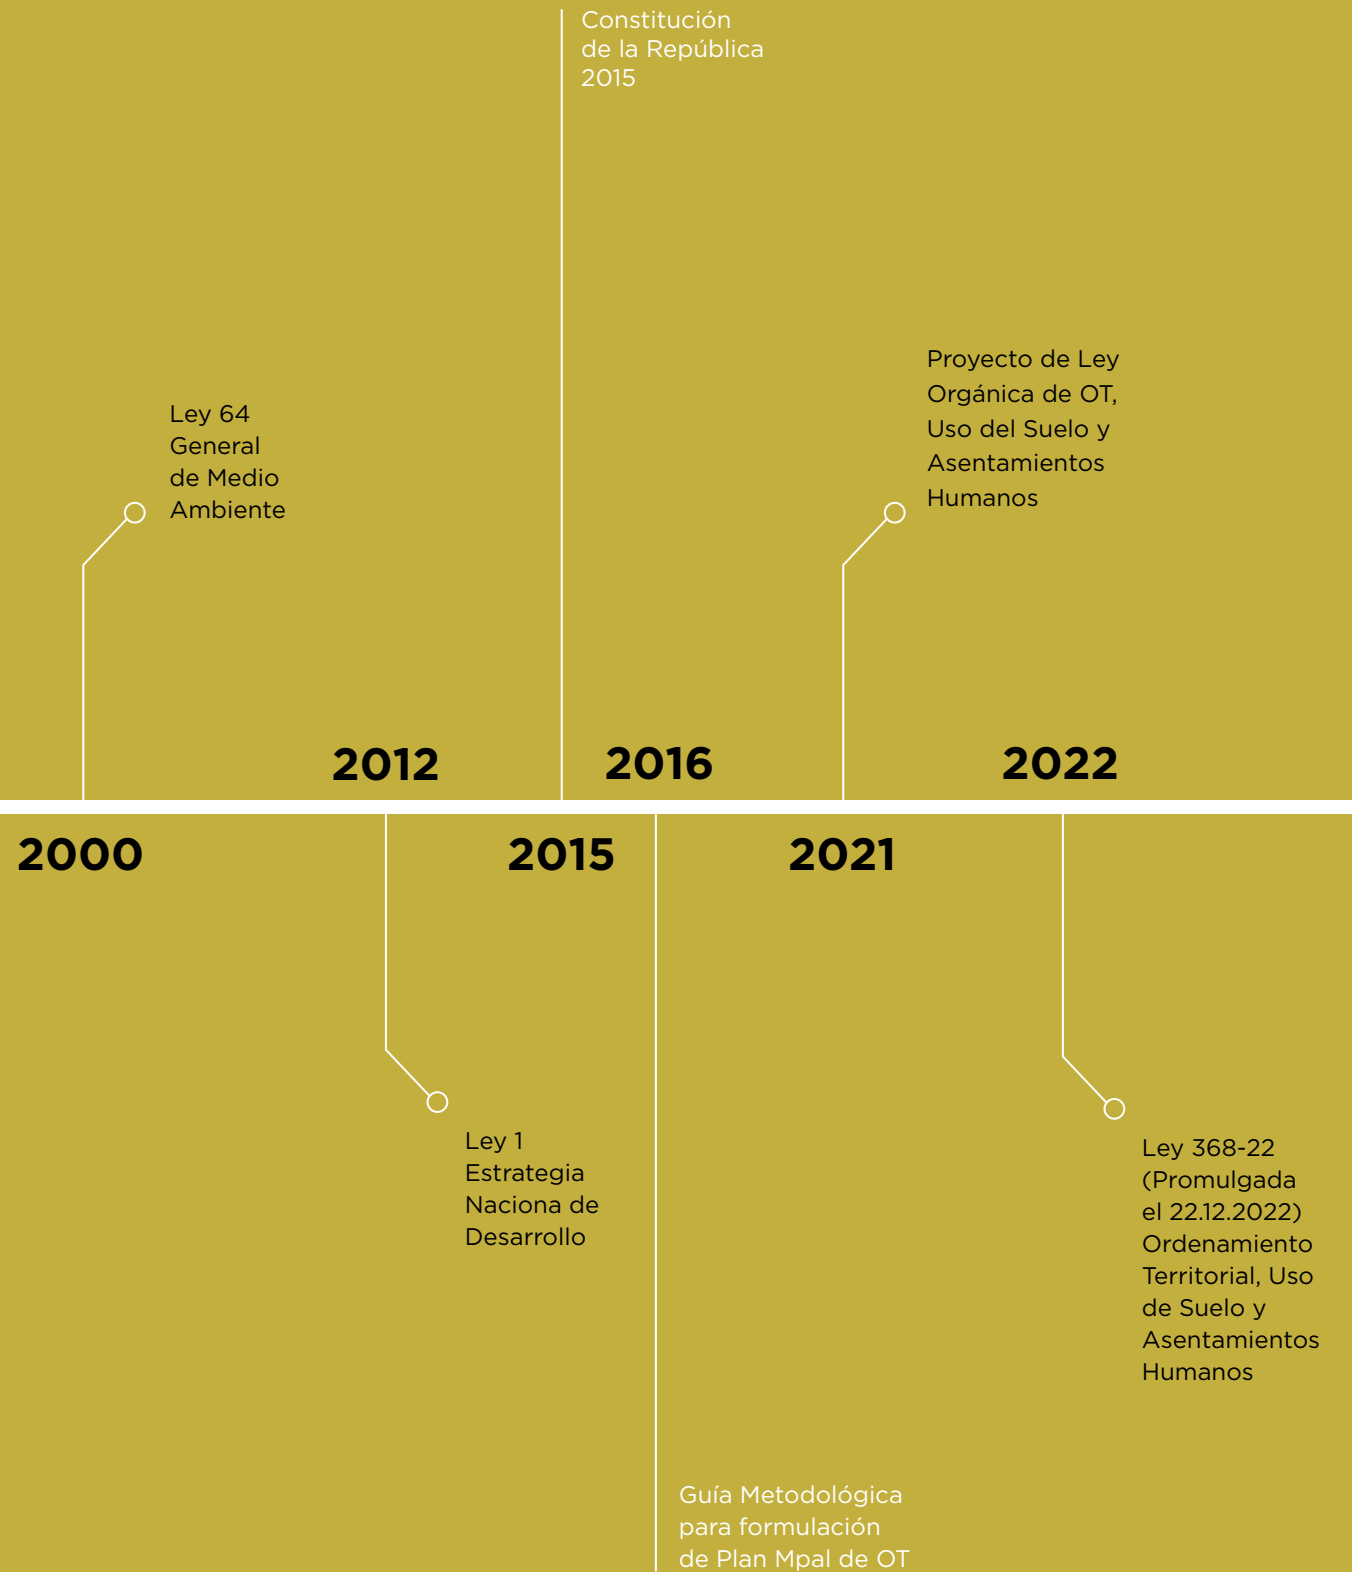 Constitución
de la República
2015
Ley 64
General
de Medio
Ambiente
Proyecto de Ley
Orgánica de OT,
Uso del Suelo y
Asentamientos
Humanos
2012
2016
2022
2000
2015
2021
Ley 1
Estrategia
Naciona de
Desarrollo
Ley 368-22
(Promulgada
el 22.12.2022)
Ordenamiento
Territorial, Uso
de Suelo y
Asentamientos
Humanos
Guía Metodológica
para formulación
de Plan Mpal de OT